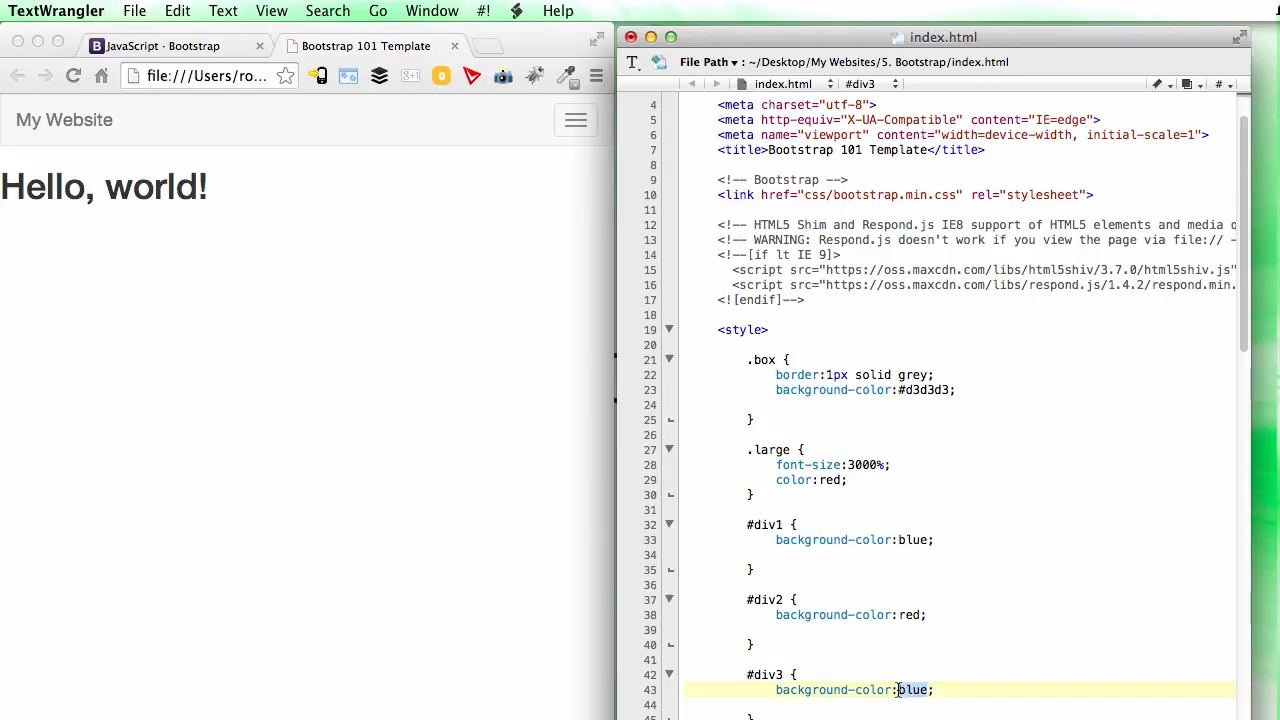 TextWrangler File Edit Text View Search Go Window #! Help
JavaScript · Bootstrap
Bootstrap 101 Template
file:///Users/ro...
0
My Website
Hello, world!
index.html
File Path ▾ : ~/Desktop/My Websites/5. Bootstrap/index.html
index.html #div3
4 <meta charset="utf-8">
5 <meta http-equiv="X-UA-Compatible" content="IE=edge">
6 <meta name="viewport" content="width=device-width, initial-scale=1">
7 <title>Bootstrap 101 Template</title>
8
9 <!-- Bootstrap -->
10 <link href="css/bootstrap.min.css" rel="stylesheet">
11
12 <!-- HTML5 Shim and Respond.js IE8 support of HTML5 elements and media
13 <!-- WARNING: Respond.js doesn't work if you view the page via file://
14 <!--[if lt IE 9]>
15 <script src="https://oss.maxcdn.com/libs/html5shiv/3.7.0/html5shiv.js"
16 <script src="https://oss.maxcdn.com/libs/respond.js/1.4.2/respond.min.
17 <![endif]-->
18
19 <style>
20
21 .box {
22 border:1px solid grey;
23 background-color:#d3d3d3;
24
25 }
26
27 .large {
28 font-size:3000%;
29 color:red;
30 }
31
32 #div1 {
33 background-color:blue;
34
35 }
36
37 #div2 {
38 background-color:red;
39
40 }
41
42 #div3 {
43 background-color:blue;
44